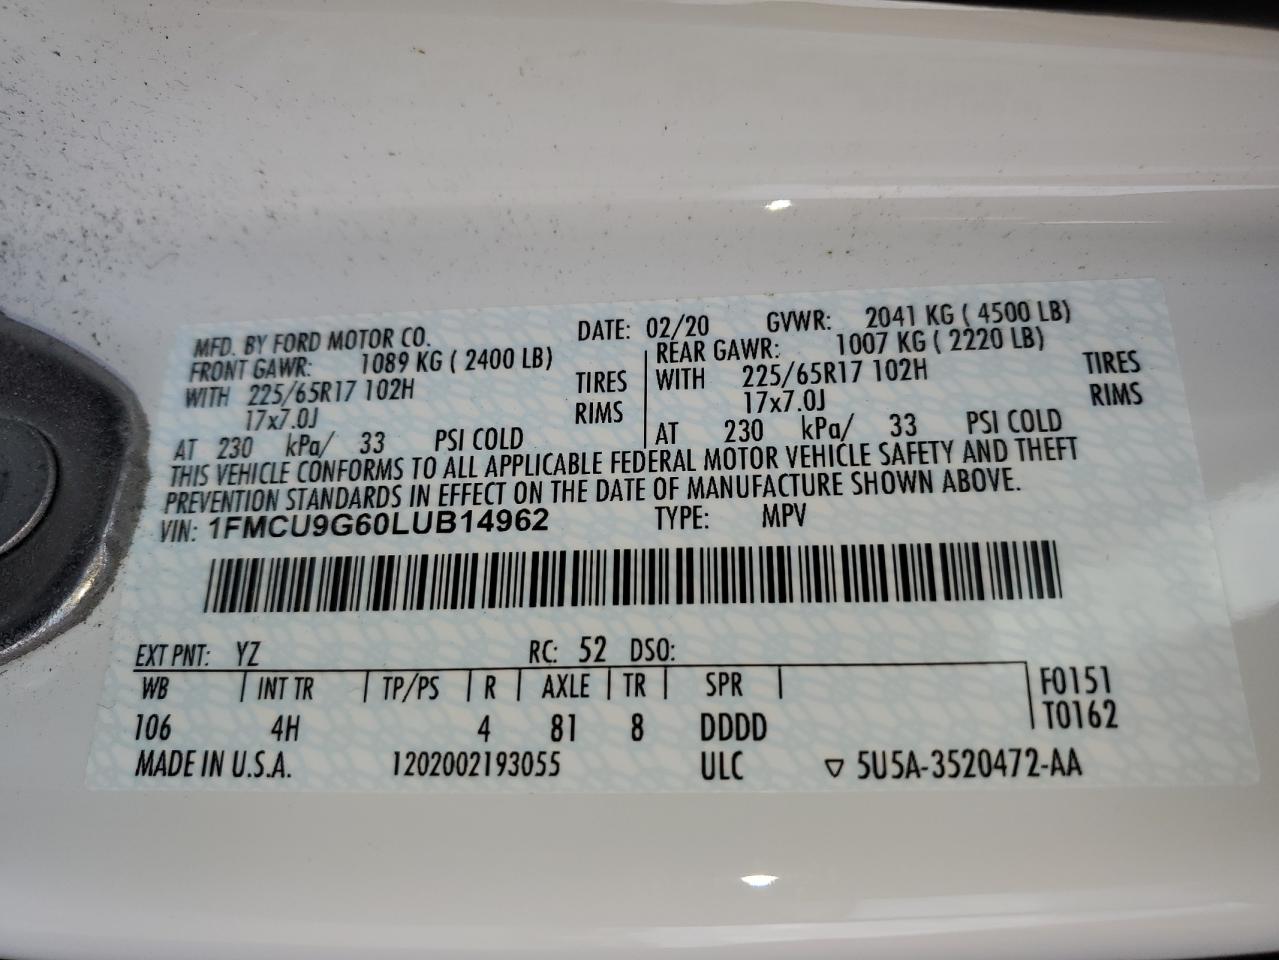 MFD. BY FORD MOTOR CO. DATE: 02/20 GVWR: 2041 KG ( 4500 LB)
FRONT GAWR: 1089 KG ( 2400 LB) REAR GAWR: 1007 KG ( 2220 LB)
WITH 225/65R17 102H TIRES WITH 225/65R17 102H TIRES
17x7.0J RIMS 17x7.0J RIMS
AT 230 kPa/ 33 PSI COLD AT 230 kPa/ 33 PSI COLD
THIS VEHICLE CONFORMS TO ALL APPLICABLE FEDERAL MOTOR VEHICLE SAFETY AND THEFT
PREVENTION STANDARDS IN EFFECT ON THE DATE OF MANUFACTURE SHOWN ABOVE.
VIN: 1FMCU9G60LUB14962 TYPE: MPV
EXT PNT: YZ RC: 52 DSO:
WB | INT TR | TP/PS | R | AXLE | TR | SPR | F0151
106 4H 4 81 8 DDDD T0162
MADE IN U.S.A. 1202002193055 ULC ▽ 5U5A-3520472-AA